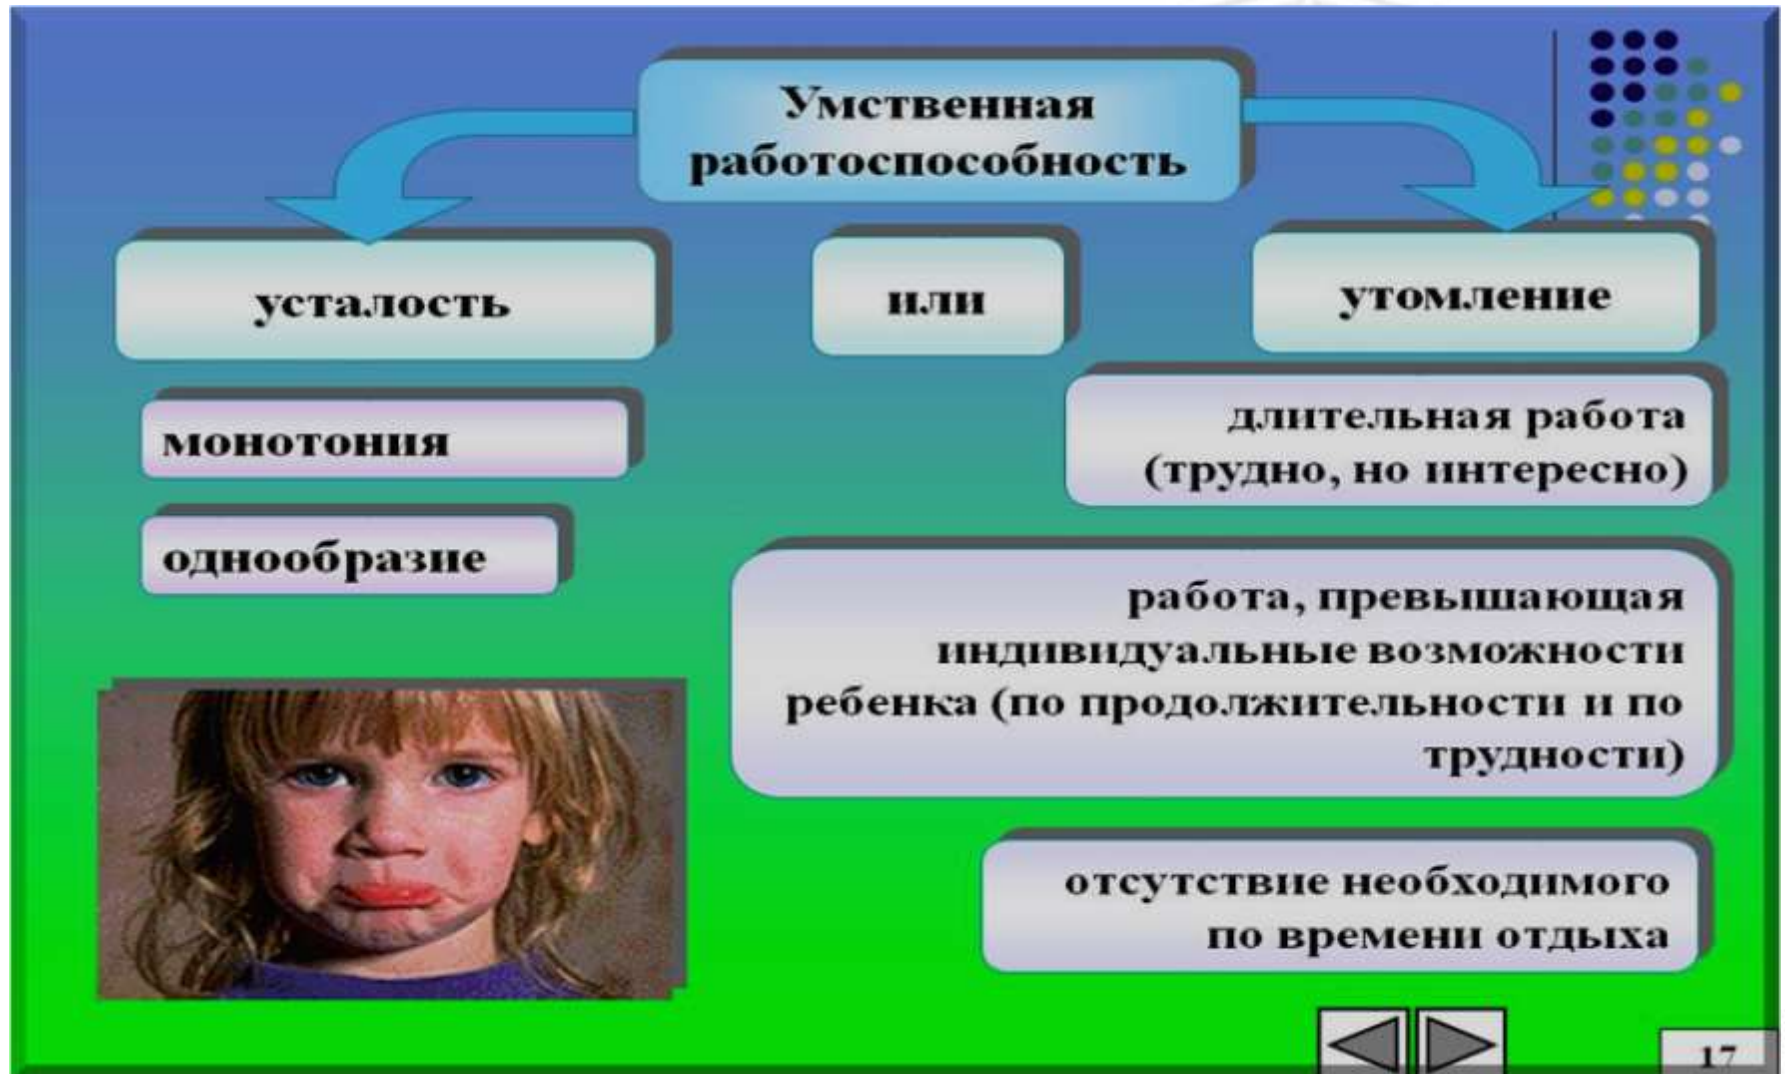 Умственная
работоспособность
усталость
или
утомление
монотония
однообразие
длительная работа
(трудно, но интересно)
работа, превышающая
индивидуальные возможности
ребенка (по продолжительности и по
трудности)
отсутствие необходимого
по времени отдыха
17